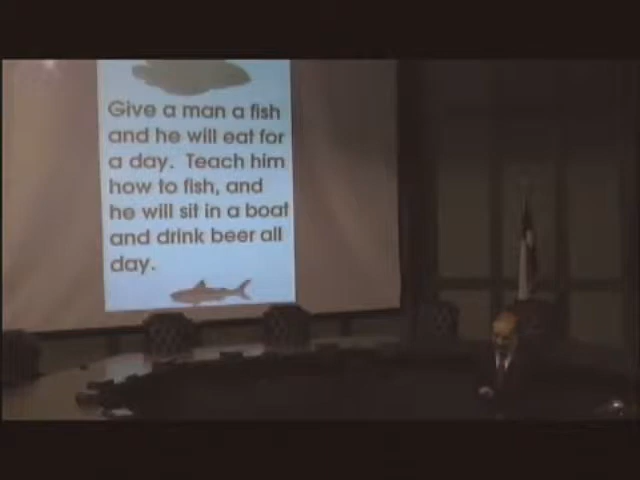 Give a man a fish
and he will eat for
a day. Teach him
how to fish, and
he will sit in a boat
and drink beer all
day.